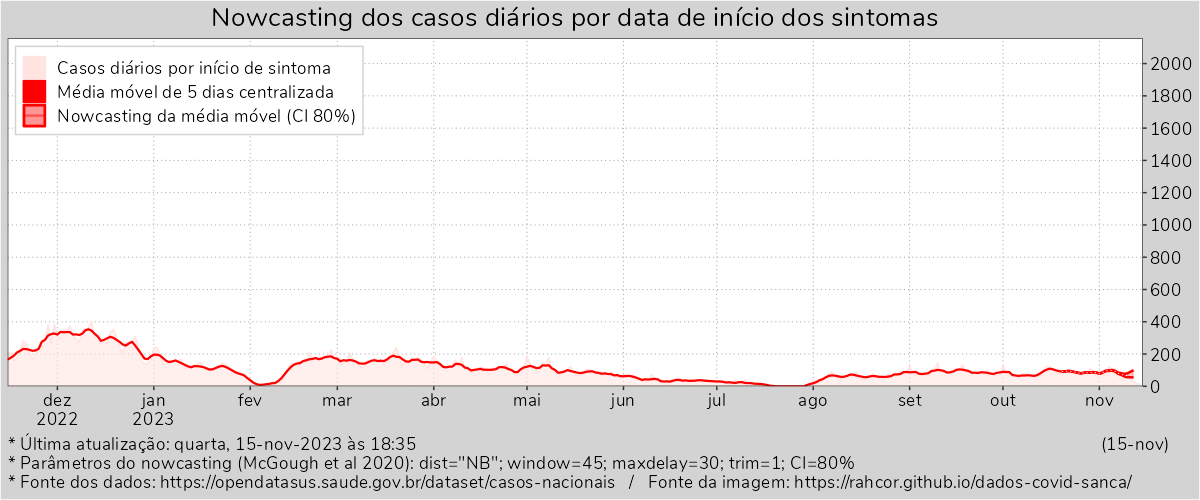 Nowcasting dos casos diários por data de início dos sintomas
Casos diários por início de sintoma
Média móvel de 5 dias centralizada
Nowcasting da média móvel (CI 80%)
2000
1800
1600
1400
1200
1000
800
600
400
200
0
dez jan fev mar abr mai jun jul ago set out nov
2022 2023
* Última atualização: quarta, 15-nov-2023 às 18:35 (15-nov)
* Parâmetros do nowcasting (McGough et al 2020): dist="NB"; window=45; maxdelay=30; trim=1; CI=80%
* Fonte dos dados: https://opendatasus.saude.gov.br/dataset/casos-nacionais / Fonte da imagem: https://rahcor.github.io/dados-covid-sanca/